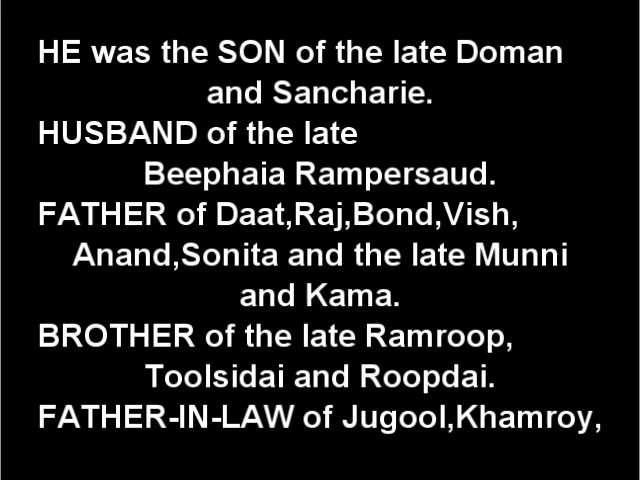 HE was the SON of the late Doman
and Sancharie.
HUSBAND of the late
Beephaia Rampersaud.
FATHER of Daat,Raj,Bond,Vish,
Anand,Sonita and the late Munni
and Kama.
BROTHER of the late Ramroop,
Toolsidai and Roopdai.
FATHER-IN-LAW of Jugool,Khamroy,